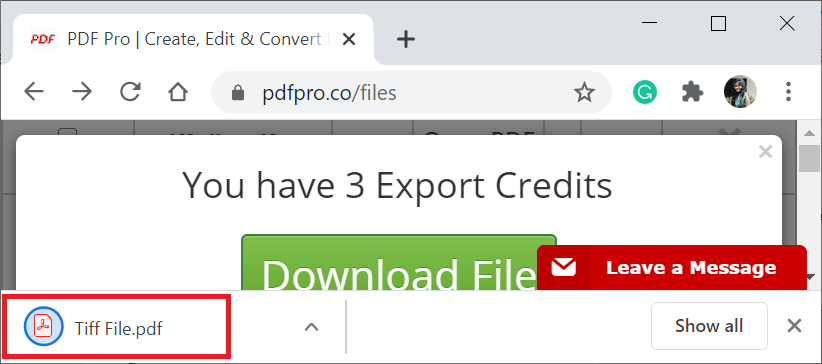 PDF PDF Pro | Create, Edit & Convert
pdfpro.co/files
You have 3 Export Credits
Download File
Leave a Message
Tiff File.pdf
Show all